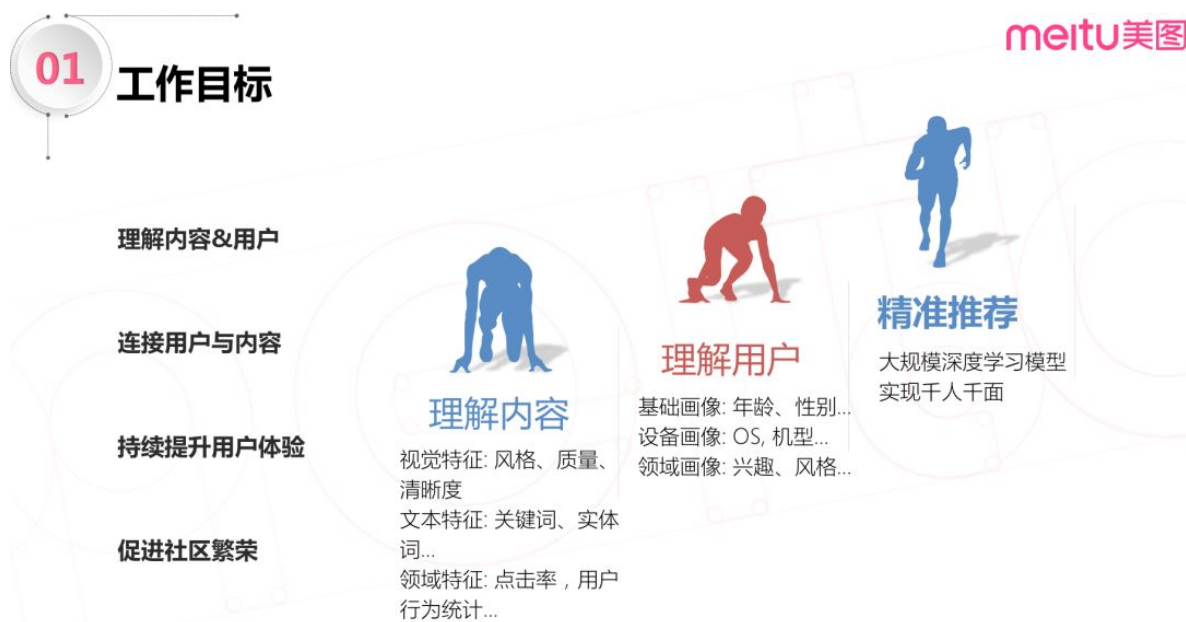 01
工作目标
meitu美图
理解内容&用户
连接用户与内容
持续提升用户体验
促进社区繁荣
理解内容
视觉特征: 风格、质量、
清晰度
文本特征: 关键词、实体
词...
领域特征: 点击率，用户
行为统计...
理解用户
基础画像: 年龄、性别...
设备画像: OS, 机型...
领域画像: 兴趣、风格...
精准推荐
大规模深度学习模型
实现千人千面